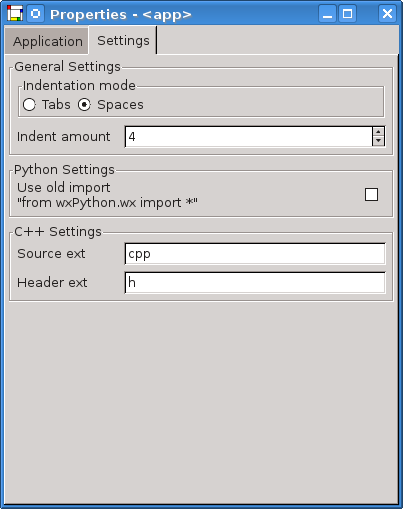 Properties - <app>
Application
Settings
General Settings
Indentation mode
Tabs
Spaces
Indent amount
4
Python Settings
Use old import
"from wxPython.wx import *"
C++ Settings
Source ext
cpp
Header ext
h